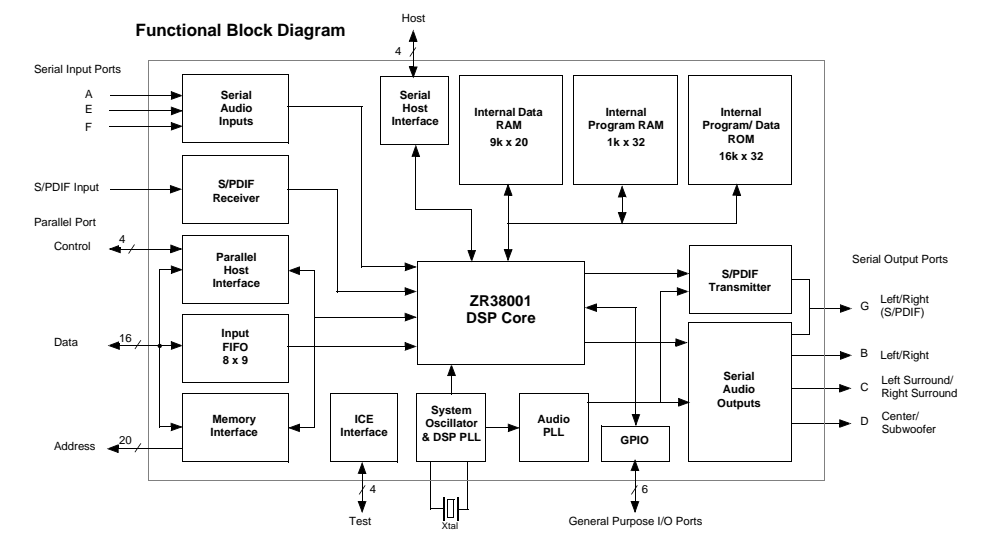 Functional Block Diagram
Host
4
Serial Input Ports
A
E
F
Serial
Audio
Inputs
Serial
Host
Interface
Internal Data
RAM
9k x 20
Internal
Program RAM
1k x 32
Internal
Program/ Data
ROM
16k x 32
S/PDIF Input
S/PDIF
Receiver
Parallel Port
Control
4
Parallel
Host
Interface
ZR38001
DSP Core
S/PDIF
Transmitter
Serial Output Ports
G
Left/Right
(S/PDIF)
Data
16
Input
FIFO
8 x 9
B
Left/Right
Serial
Audio
Outputs
C
Left Surround/
Right Surround
D
Center/
Subwoofer
Address
20
Memory
Interface
ICE
Interface
System
Oscillator
& DSP PLL
Audio
PLL
GPIO
4
6
Test
Xtal
General Purpose I/O Ports